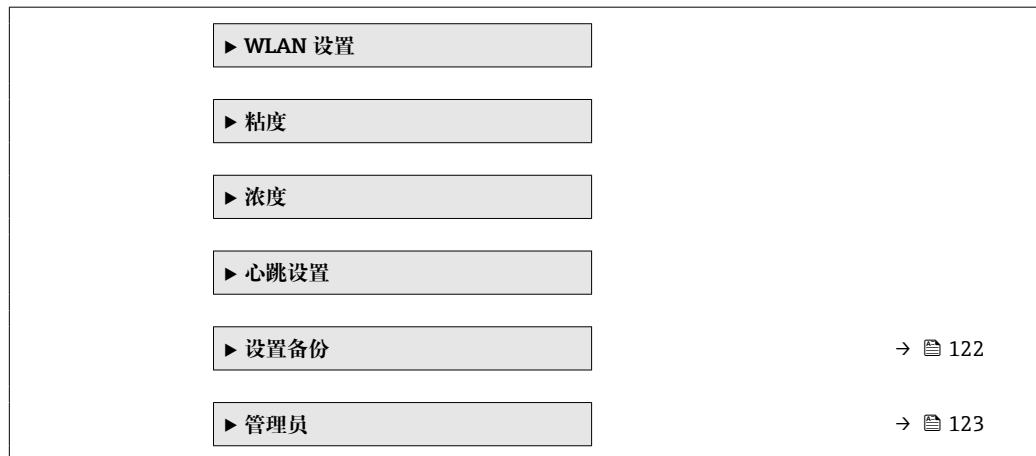 ▶ WLAN 设置
▶ 粘度
▶ 浓度
▶ 心跳设置
▶ 设置备份 → 122
▶ 管理员 → 123